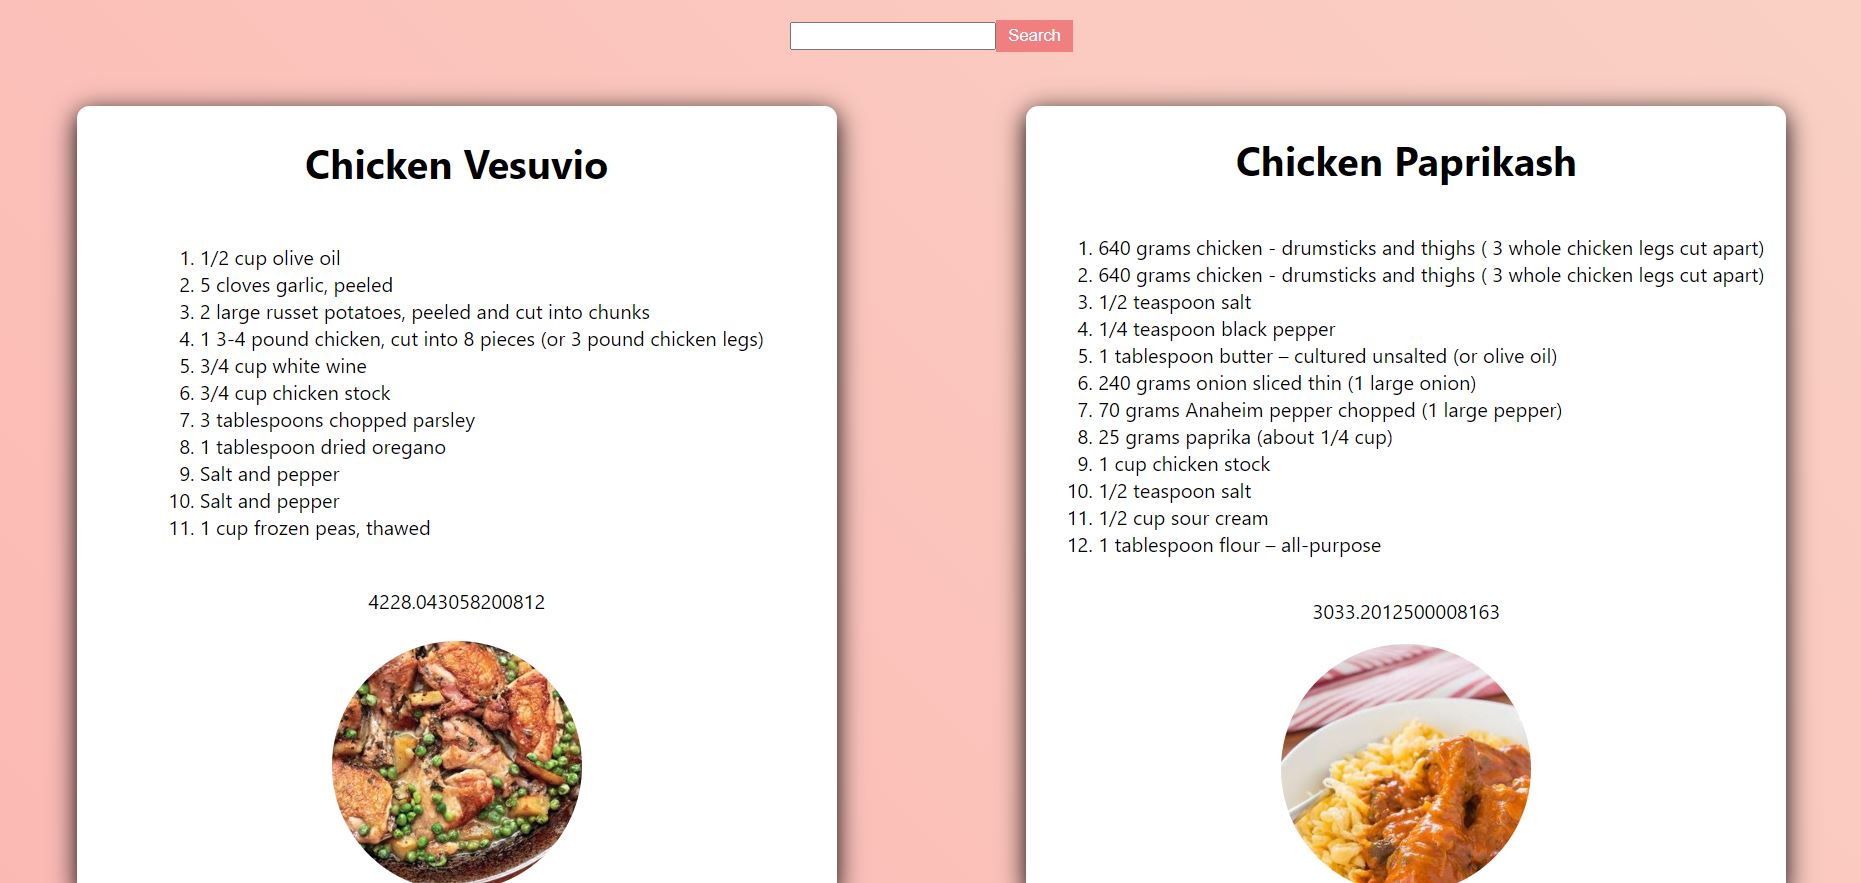 Search
Chicken Vesuvio
1. 1/2 cup olive oil
2. 5 cloves garlic, peeled
3. 2 large russet potatoes, peeled and cut into chunks
4. 1 3-4 pound chicken, cut into 8 pieces (or 3 pound chicken legs)
5. 3/4 cup white wine
6. 3/4 cup chicken stock
7. 3 tablespoons chopped parsley
8. 1 tablespoon dried oregano
9. Salt and pepper
10. Salt and pepper
11. 1 cup frozen peas, thawed
4228.043058200812
Chicken Paprikash
1. 640 grams chicken - drumsticks and thighs ( 3 whole chicken legs cut apart)
2. 640 grams chicken - drumsticks and thighs ( 3 whole chicken legs cut apart)
3. 1/2 teaspoon salt
4. 1/4 teaspoon black pepper
5. 1 tablespoon butter – cultured unsalted (or olive oil)
6. 240 grams onion sliced thin (1 large onion)
7. 70 grams Anaheim pepper chopped (1 large pepper)
8. 25 grams paprika (about 1/4 cup)
9. 1 cup chicken stock
10. 1/2 teaspoon salt
11. 1/2 cup sour cream
12. 1 tablespoon flour – all-purpose
3033.2012500008163